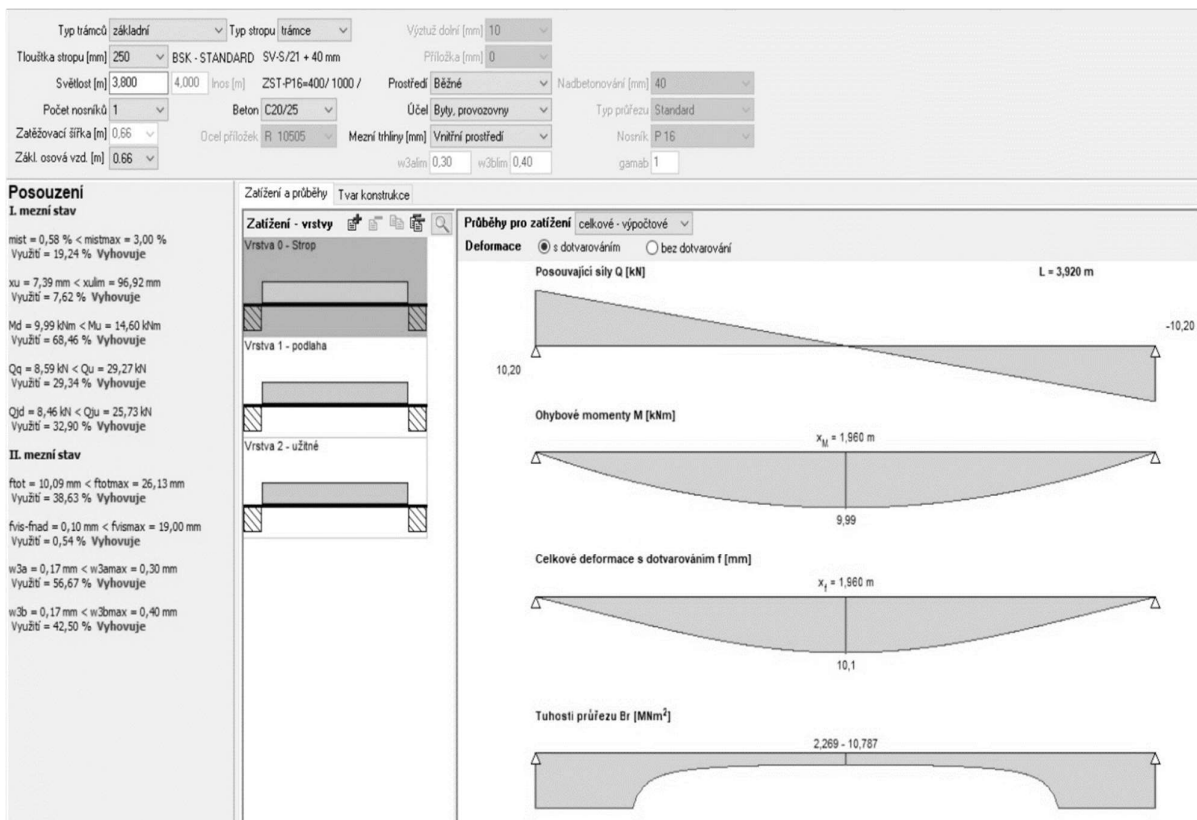 Typ trámců základní Typ stropu trámce Výztuž dolní [mm] 10
Tloušťka stropu [mm] 250 BSK - STANDARD SV-S/21 + 40 mm Příložka [mm] 0
Světlost [m] 3,800 4,000 lnos [m] ZST-P16=400/ 1000 / Prostředí Běžné Nadbetonování [mm] 40
Počet nosníků 1 Beton C20/25 Účel Byty, provozovny Typ průřezu Standard
Zatěžovací šířka [m] 0,66 Ocel příložek R 10505 Mezní trhliny [mm] Vnitřní prostředí Nosník P 16
Zákl. osová vzd. [m] 0.66 w3alim 0,30 w3blim 0,40 gamab 1
Posouzení
I. mezní stav
mist = 0,58 % < mistmax = 3,00 %
Využití = 19,24 % Vyhovuje
xu = 7,39 mm < xulim = 96,92 mm
Využití = 7,62 % Vyhovuje
Md = 9,99 kNm < Mu = 14,60 kNm
Využití = 68,46 % Vyhovuje
Qq = 8,59 kN < Qu = 29,27 kN
Využití = 29,34 % Vyhovuje
Qjd = 8,46 kN < Qju = 25,73 kN
Využití = 32,90 % Vyhovuje
II. mezní stav
ftot = 10,09 mm < ftotmax = 26,13 mm
Využití = 38,63 % Vyhovuje
fvis-fnad = 0,10 mm < fvismax = 19,00 mm
Využití = 0,54 % Vyhovuje
w3a = 0,17 mm < w3amax = 0,30 mm
Využití = 56,67 % Vyhovuje
w3b = 0,17 mm < w3bmax = 0,40 mm
Využití = 42,50 % Vyhovuje
Zatížení a průběhy Tvar konstrukce
Zatížení - vrstvy
Vrstva 0 - Strop
Vrstva 1 - podlaha
Vrstva 2 - užitné
Průběhy pro zatížení celkové - výpočtové
Deformace s dotvarováním bez dotvarování
Posouvající síly Q [kN] L = 3,920 m
-10,20
10,20
Ohybové momenty M [kNm]
xM = 1,960 m
9,99
Celkové deformace s dotvarováním f [mm]
xf = 1,960 m
10,1
Tuhosti průřezu Br [MNm²]
2,269 - 10,787